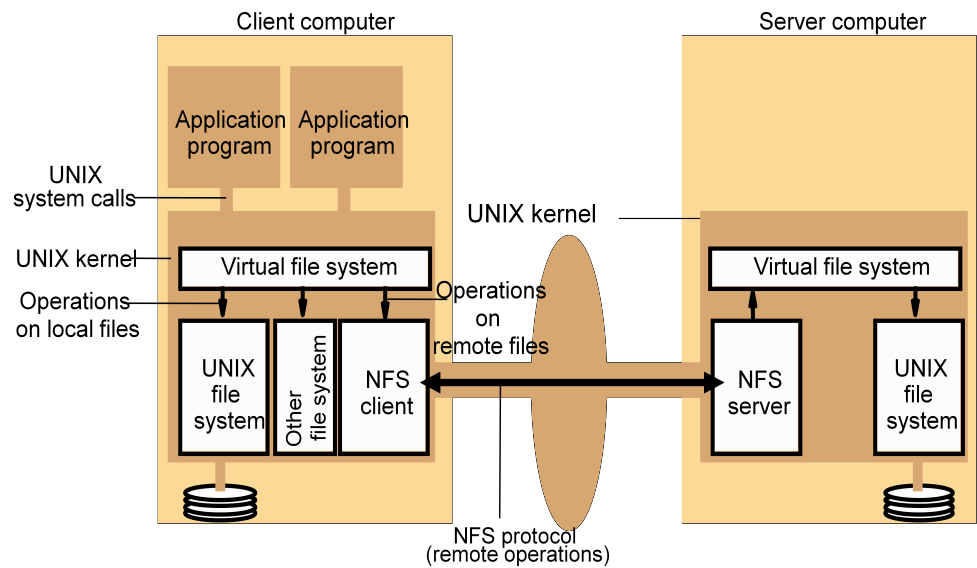 Client computer
Server computer
Application
program
Application
program
UNIX
system calls
UNIX kernel
UNIX kernel
Virtual file system
Virtual file system
Operations
on local files
Operations
on
remote files
UNIX
file
system
Other
file system
NFS
client
NFS
server
UNIX
file
system
NFS protocol
(remote operations)